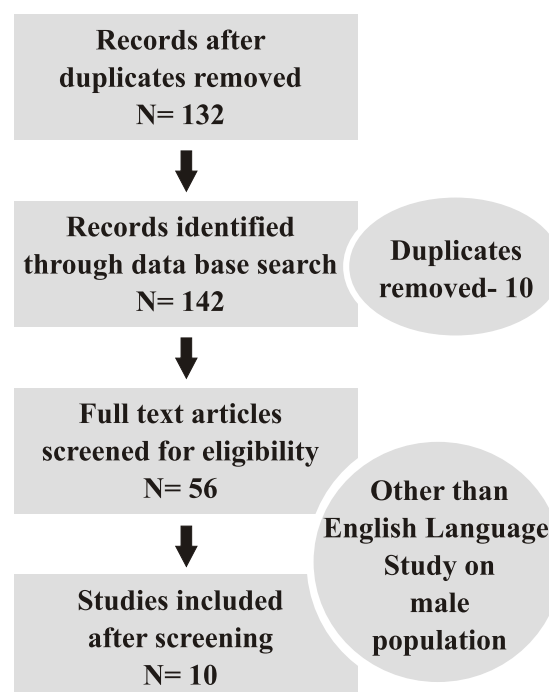 Records after
duplicates removed
N= 132
Records identified
through data base search
N= 142
Duplicates
removed- 10
Full text articles
screened for eligibility
N= 56
Other than
English Language
Study on
male
population
Studies included
after screening
N= 10